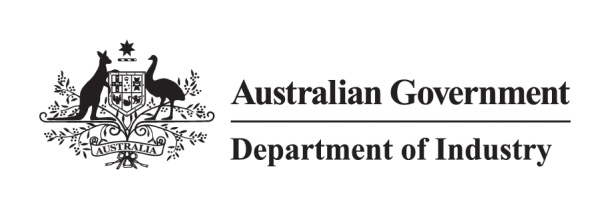 AUSTRALIA
Australian Government
Department of Industry